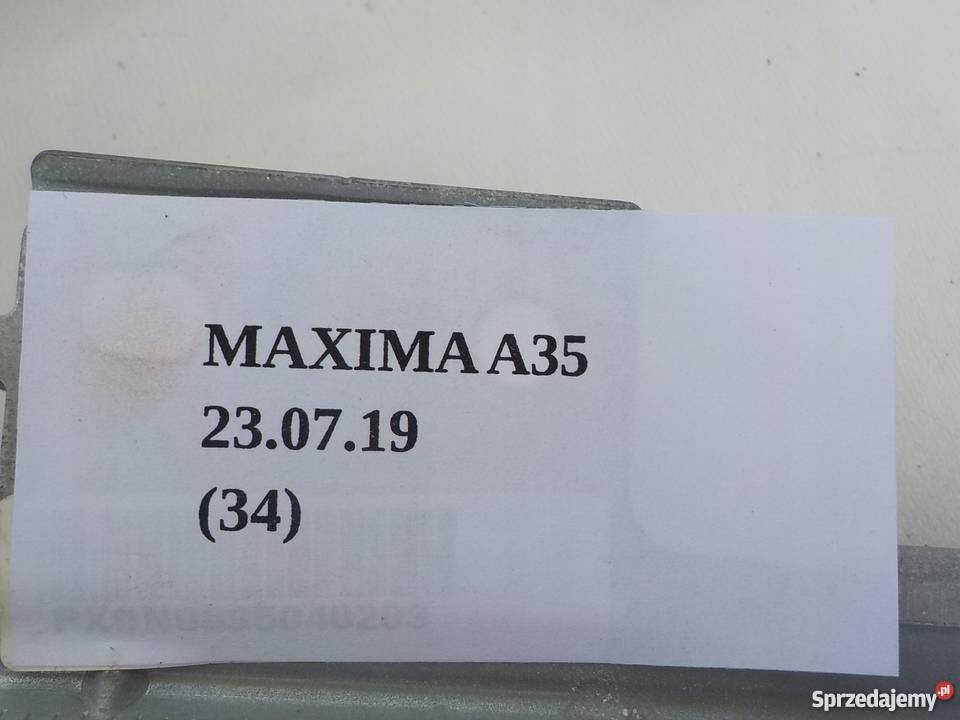 MAXIMA A35
23.07.19
(34)
Sprzedajemy.pl